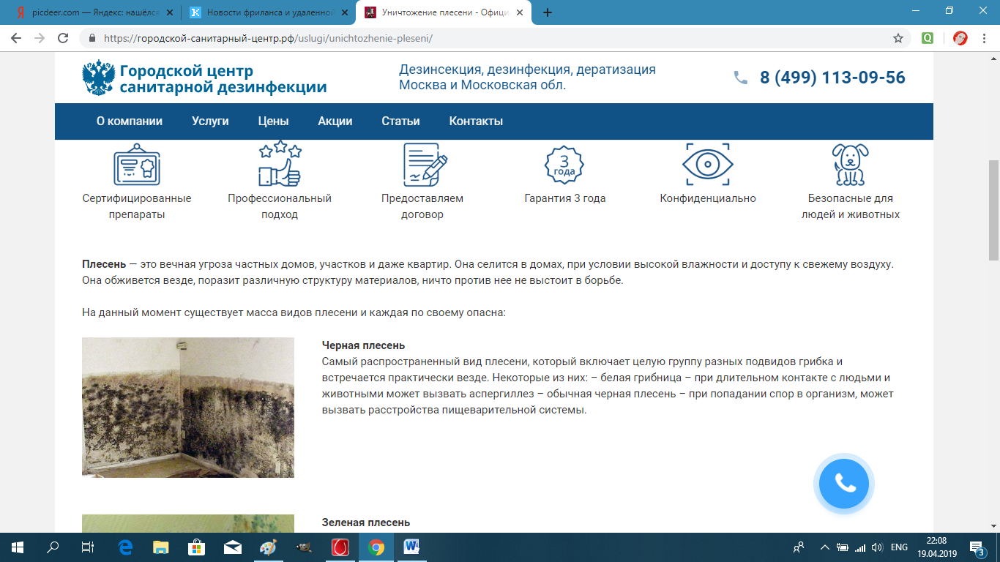 picdeer.com — Яндекс: нашёлся
Новости фриланса и удаленной
Уничтожение плесени - Офици
https://городской-санитарный-центр.рф/uslugi/unichtozhenie-pleseni/
Городской центр
санитарной дезинфекции
Дезинсекция, дезинфекция, дератизация
Москва и Московская обл.
8 (499) 113-09-56
О компании Услуги Цены Акции Статьи Контакты
3
года
Сертифицированные
препараты
Профессиональный
подход
Предоставляем
договор
Гарантия 3 года
Конфиденциально
Безопасные для
людей и животных
Плесень — это вечная угроза частных домов, участков и даже квартир. Она селится в домах, при условии высокой влажности и доступу к свежему воздуху.
Она обживется везде, поразит различную структуру материалов, ничто против нее не выстоит в борьбе.
На данный момент существует масса видов плесени и каждая по своему опасна:
Черная плесень
Самый распространенный вид плесени, который включает целую группу разных подвидов грибка и
встречается практически везде. Некоторые из них: – белая грибница – при длительном контакте с людьми и
животными может вызвать аспергиллез – обычная черная плесень – при попадании спор в организм, может
вызвать расстройства пищеварительной системы.
Зеленая плесень
ENG
22:08
19.04.2019
3